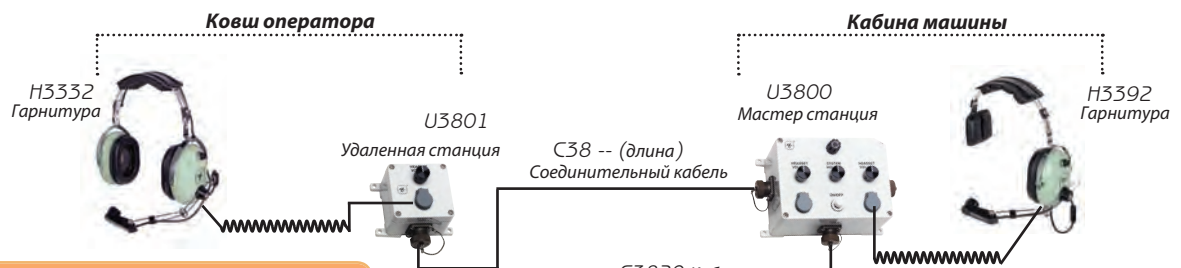 Ковш оператора
Кабина машины
H3332
Гарнитура
U3801
Удаленная станция
C38 -- (длина)
Соединительный кабель
U3800
Мастер станция
H3392
Гарнитура